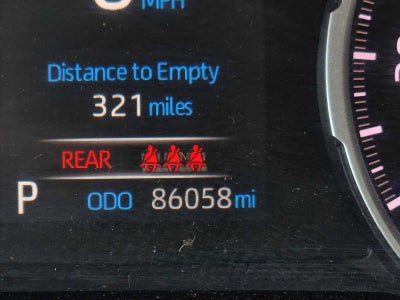 MPH
Distance to Empty
321 miles
REAR
P ODO 86058 mi